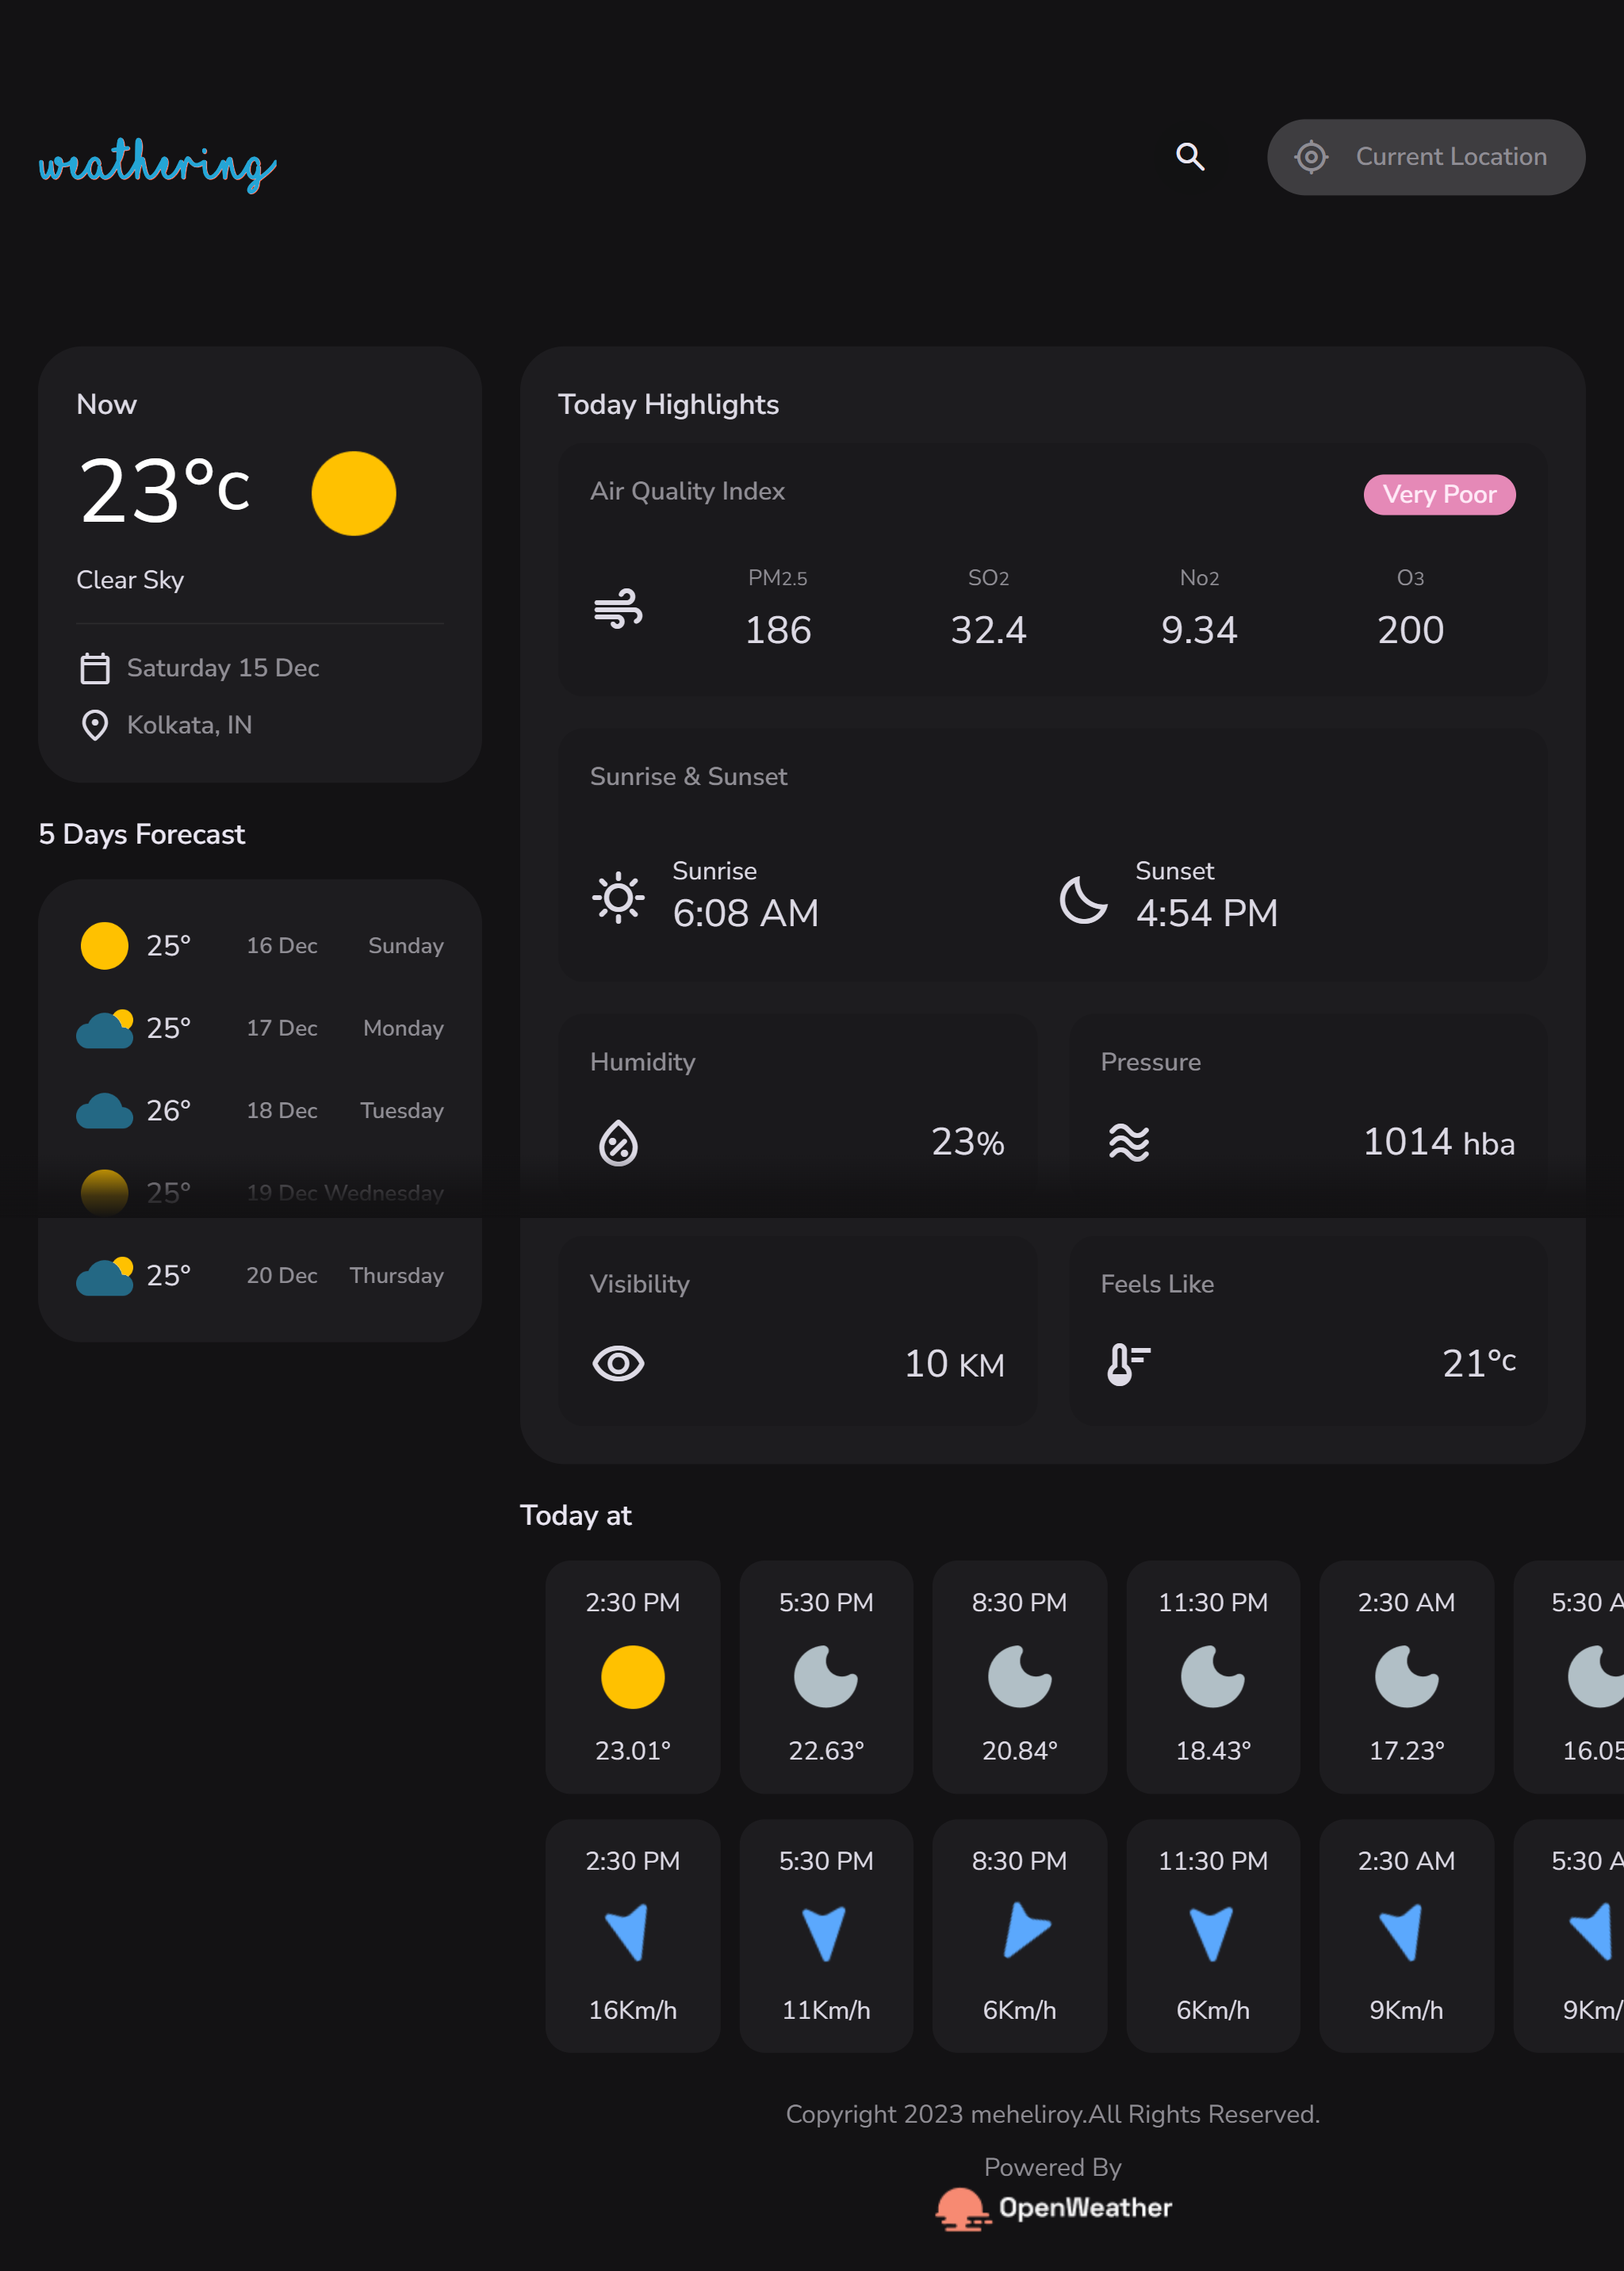 weathering
Current Location
Now
23°c
Clear Sky
Saturday 15 Dec
Kolkata, IN
5 Days Forecast
25° 16 Dec Sunday
25° 17 Dec Monday
26° 18 Dec Tuesday
25° 19 Dec Wednesday
25° 20 Dec Thursday
Today Highlights
Air Quality Index
Very Poor
PM2.5 SO2 No2 O3
186 32.4 9.34 200
Sunrise & Sunset
Sunrise
6:08 AM
Sunset
4:54 PM
Humidity
23%
Pressure
1014 hba
Visibility
10 KM
Feels Like
21°c
Today at
2:30 PM 5:30 PM 8:30 PM 11:30 PM 2:30 AM 5:30 A
23.01° 22.63° 20.84° 18.43° 17.23° 16.05
2:30 PM 5:30 PM 8:30 PM 11:30 PM 2:30 AM 5:30 A
16Km/h 11Km/h 6Km/h 6Km/h 9Km/h 9Km/
Copyright 2023 meheliroy.All Rights Reserved.
Powered By
OpenWeather